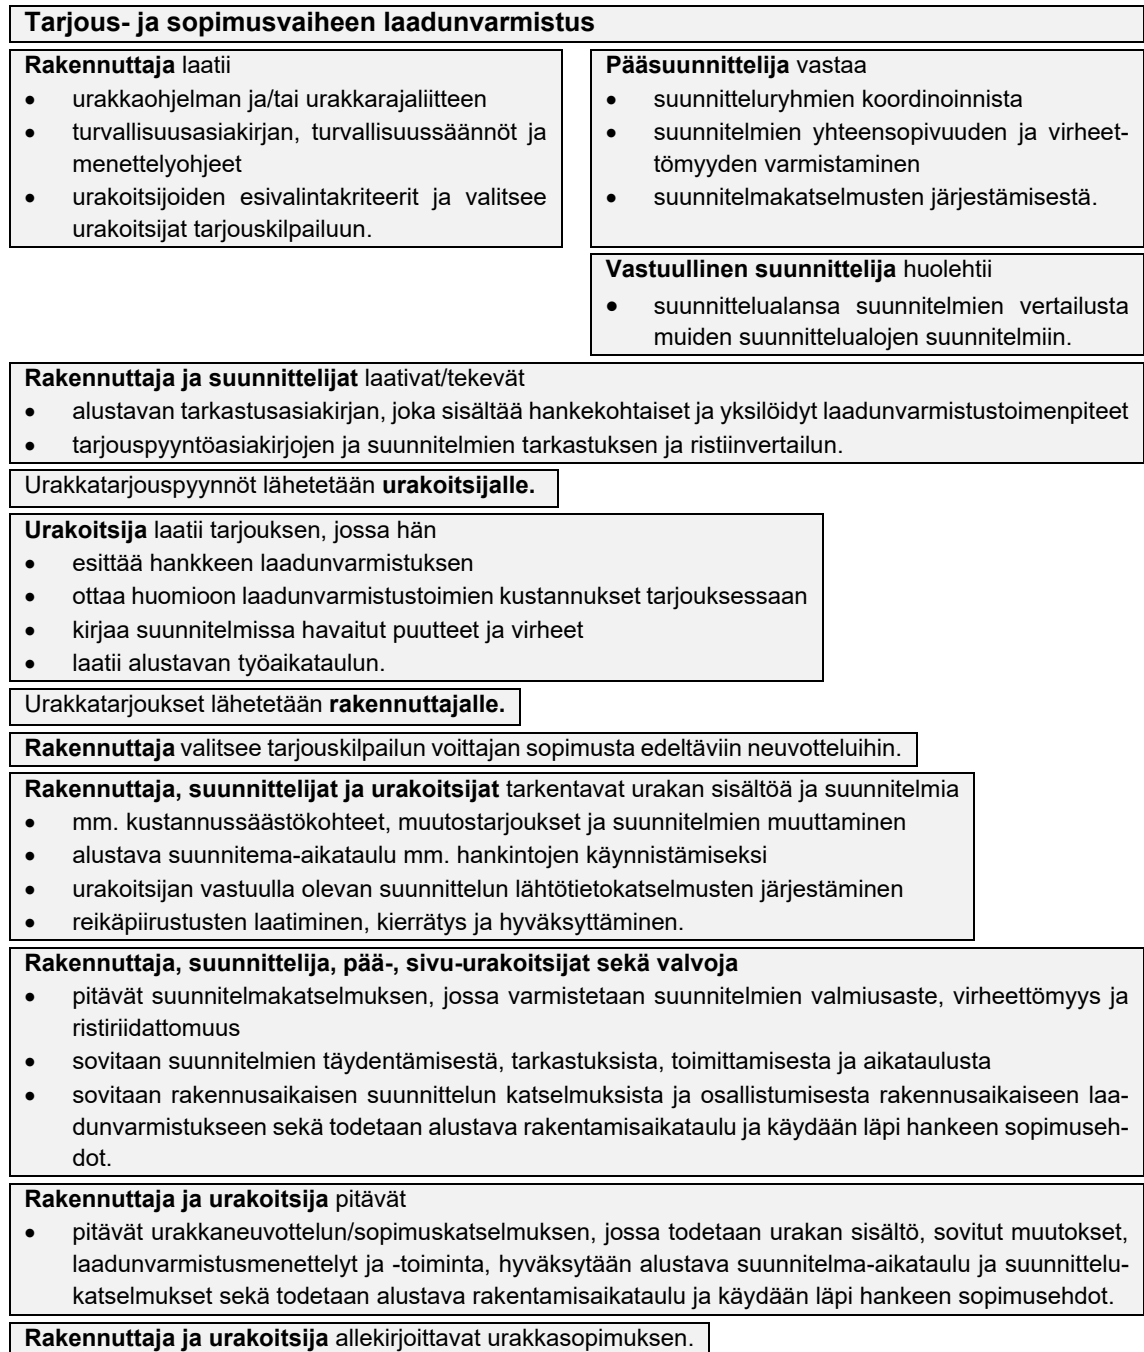 Tarjous- ja sopimusvaiheen laadunvarmistus
Rakennuttaja laatii
• urakkaohjelman ja/tai urakkarajaliitteen
• turvallisuusasiakirjan, turvallisuussäännöt ja
menettelyohjeet
• urakoitsijoiden esivalintakriteerit ja valitsee
urakoitsijat tarjouskilpailuun.
Pääsuunnittelija vastaa
• suunnitteluryhmien koordinoinnista
• suunnitelmien yhteensopivuuden ja virheet-
tömyyden varmistaminen
• suunnitelmakatselmusten järjestämisestä.
Vastuullinen suunnittelija huolehtii
• suunnittelualansa suunnitelmien vertailusta
muiden suunnittelualojen suunnitelmiin.
Rakennuttaja ja suunnittelijat laativat/tekevät
• alustavan tarkastusasiakirjan, joka sisältää hankekohtaiset ja yksilöidyt laadunvarmistustoimenpiteet
• tarjouspyyntöasiakirjojen ja suunnitelmien tarkastuksen ja ristiinvertailun.
Urakkatarjouspyynnöt lähetetään urakoitsijalle.
Urakoitsija laatii tarjouksen, jossa hän
• esittää hankkeen laadunvarmistuksen
• ottaa huomioon laadunvarmistustoimien kustannukset tarjouksessaan
• kirjaa suunnitelmissa havaitut puutteet ja virheet
• laatii alustavan työaikataulun.
Urakkatarjoukset lähetetään rakennuttajalle.
Rakennuttaja valitsee tarjouskilpailun voittajan sopimusta edeltäviin neuvotteluihin.
Rakennuttaja, suunnittelijat ja urakoitsijat tarkentavat urakan sisältöä ja suunnitelmia
• mm. kustannussäästökohteet, muutostarjoukset ja suunnitelmien muuttaminen
• alustava suunnitema-aikataulu mm. hankintojen käynnistämiseksi
• urakoitsijan vastuulla olevan suunnittelun lähtötietokatselmusten järjestäminen
• reikäpiirustusten laatiminen, kierrätys ja hyväksyttäminen.
Rakennuttaja, suunnittelija, pää-, sivu-urakoitsijat sekä valvoja
• pitävät suunnitelmakatselmuksen, jossa varmistetaan suunnitelmien valmiusaste, virheettömyys ja
ristiriidattomuus
• sovitaan suunnitelmien täydentämisestä, tarkastuksista, toimittamisesta ja aikataulusta
• sovitaan rakennusaikaisen suunnittelun katselmuksista ja osallistumisesta rakennusaikaiseen laa-
dunvarmistukseen sekä todetaan alustava rakentamisaikataulu ja käydään läpi hankeen sopimuseh-
dot.
Rakennuttaja ja urakoitsija pitävät
• pitävät urakkaneuvottelun/sopimuskatselmuksen, jossa todetaan urakan sisältö, sovitut muutokset,
laadunvarmistusmenettelyt ja -toiminta, hyväksytään alustava suunnitelma-aikataulu ja suunnittelu-
katselmukset sekä todetaan alustava rakentamisaikataulu ja käydään läpi hankeen sopimusehdot.
Rakennuttaja ja urakoitsija allekirjoittavat urakkasopimuksen.